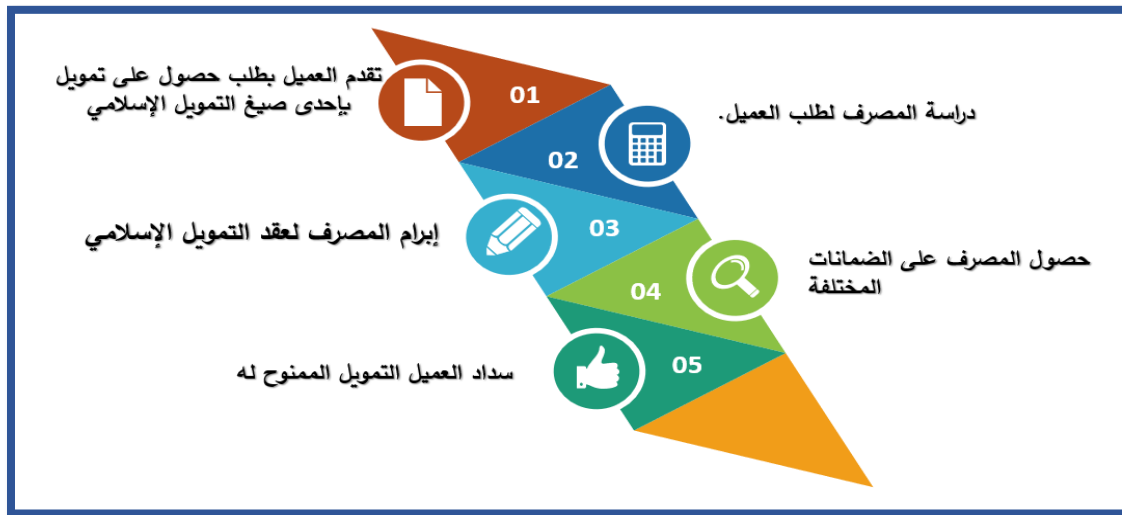 01
تقدم العميل بطلب حصول على تمويل
بإحدى صيغ التمويل الإسلامي
02
دراسة المصرف لطلب العميل.
03
إبرام المصرف لعقد التمويل الإسلامي
04
حصول المصرف على الضمانات
المختلفة
05
سداد العميل التمويل الممنوح له